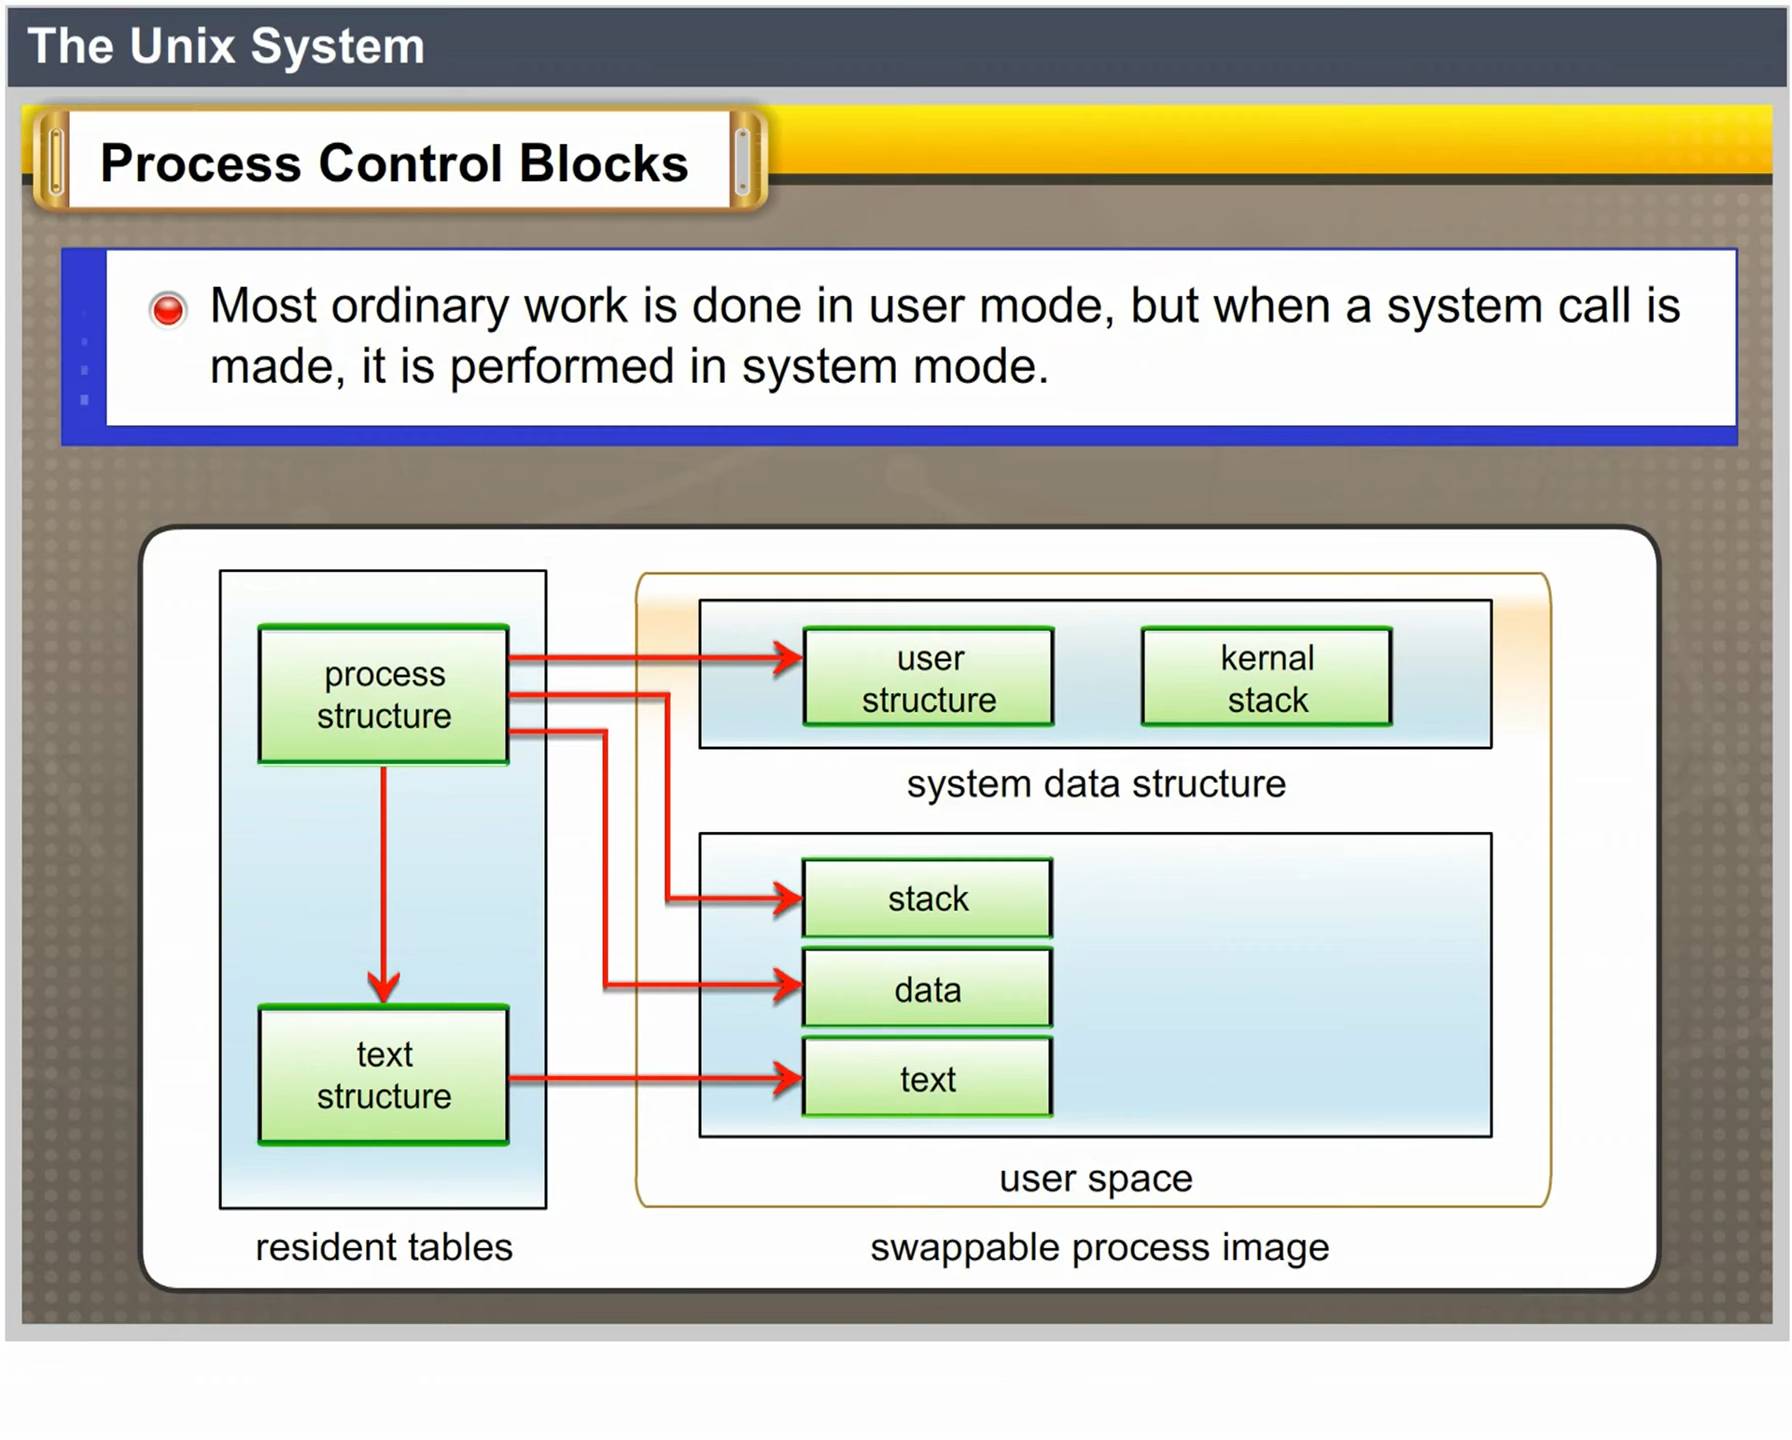 The Unix System
Process Control Blocks
Most ordinary work is done in user mode, but when a system call is
made, it is performed in system mode.
process
structure
user
structure
kernal
stack
system data structure
stack
data
text
structure
text
user space
resident tables
swappable process image